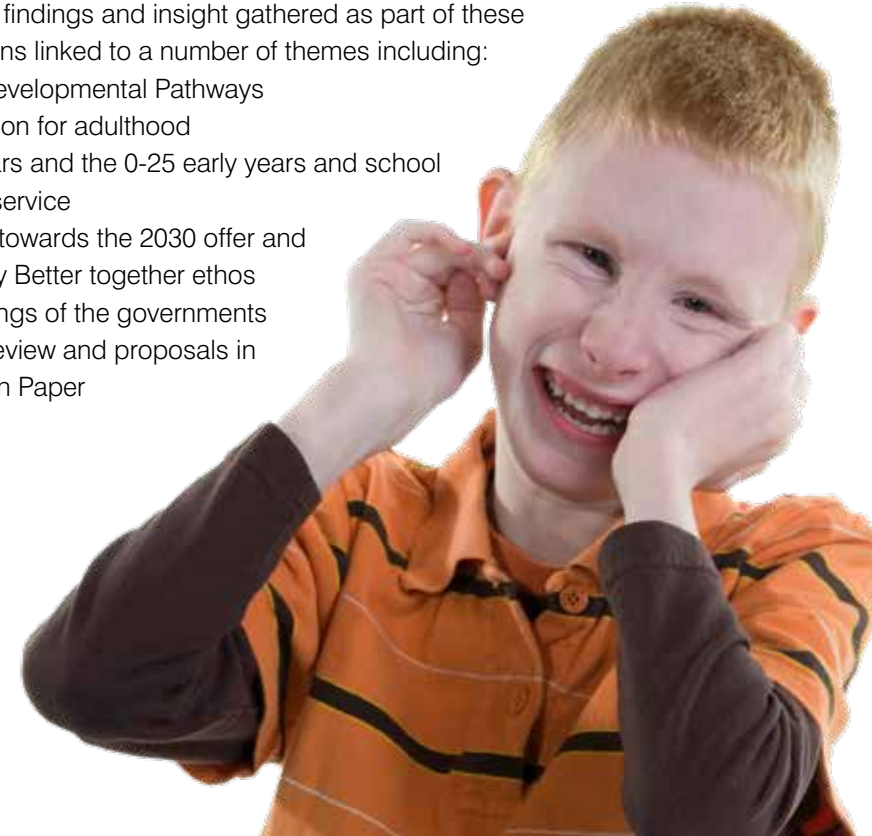 findings and insight gathered as part of these
ns linked to a number of themes including:
evelopmental Pathways
on for adulthood
ars and the 0-25 early years and school
service
towards the 2030 offer and
y Better together ethos
ngs of the governments
eview and proposals in
n Paper